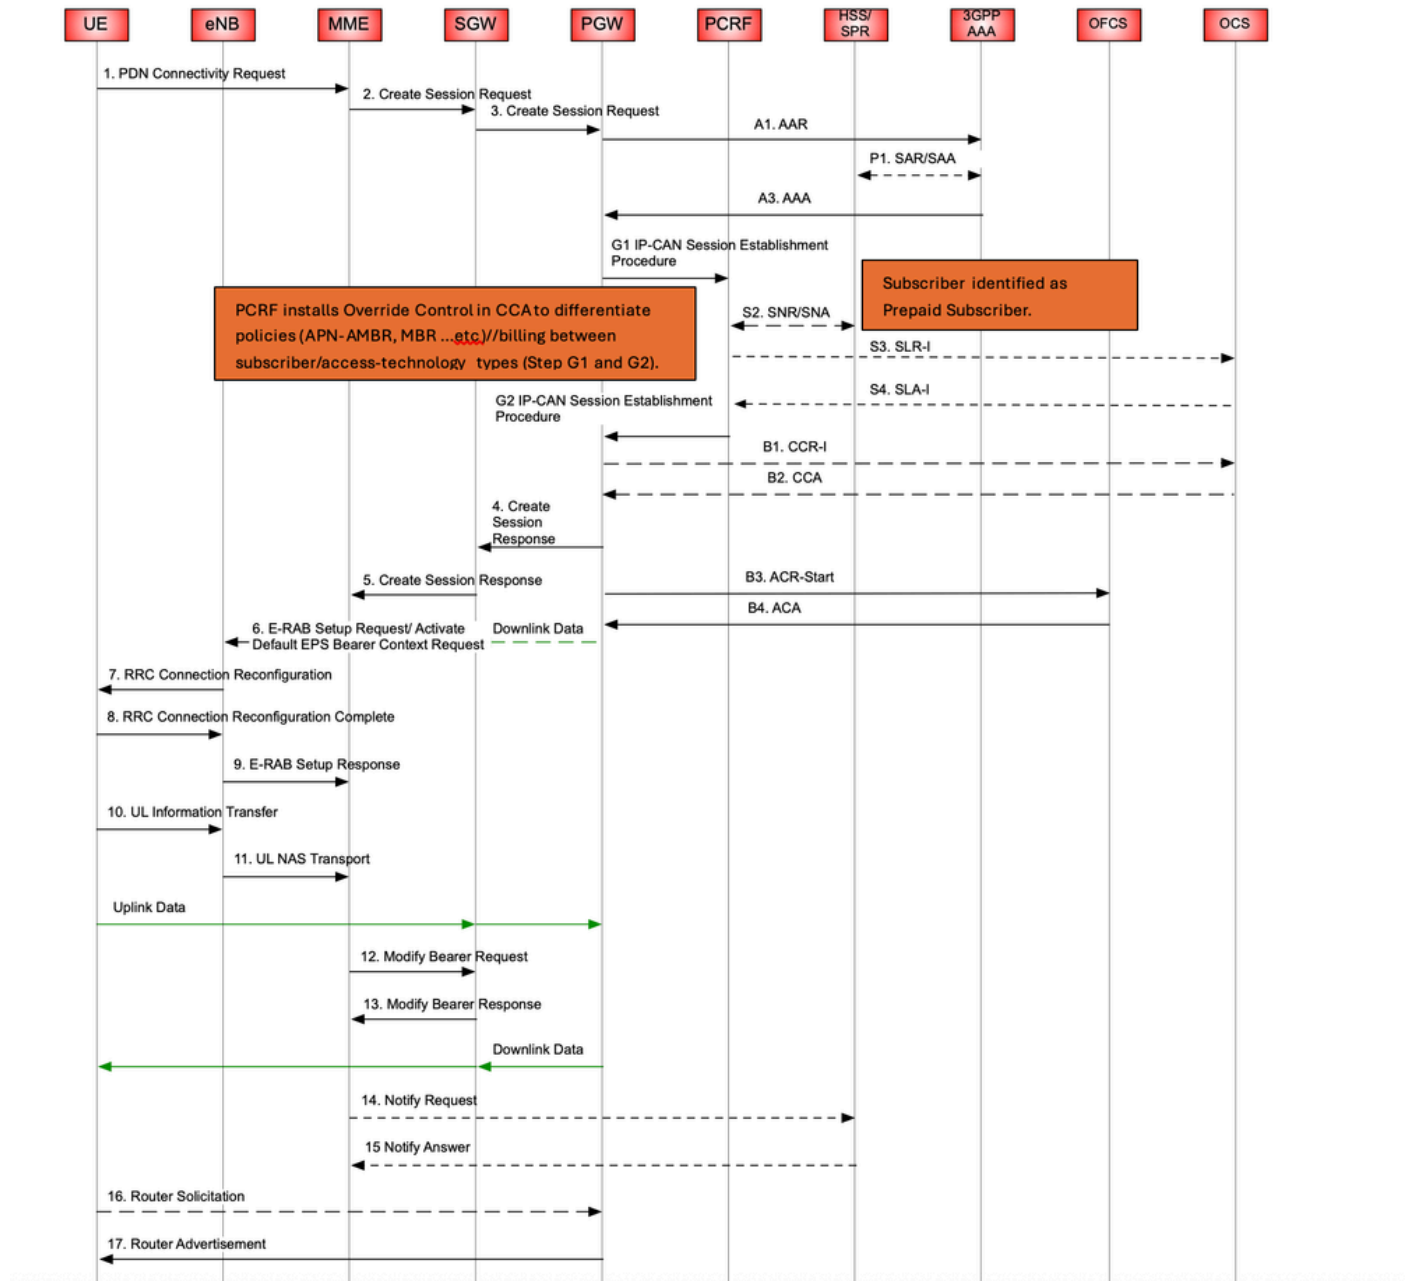 UE
eNB
MME
SGW
PGW
PCRF
HSS/
SPR
3GPP
AAA
OFCS
OCS
1. PDN Connectivity Request
2. Create Session Request
3. Create Session Request
A1. AAR
P1. SAR/SAA
A3. AAA
G1 IP-CAN Session Establishment
Procedure
Subscriber identified as
Prepaid Subscriber.
PCRF installs Override Control in CCA to differentiate
policies (APN-AMBR, MBR ...etc)//billing between
subscriber/access-technology types (Step G1 and G2).
S2. SNR/SNA
S3. SLR-I
S4. SLA-I
G2 IP-CAN Session Establishment
Procedure
B1. CCR-I
B2. CCA
4. Create
Session
Response
5. Create Session Response
B3. ACR-Start
B4. ACA
6. E-RAB Setup Request/ Activate
Default EPS Bearer Context Request
Downlink Data
7. RRC Connection Reconfiguration
8. RRC Connection Reconfiguration Complete
9. E-RAB Setup Response
10. UL Information Transfer
11. UL NAS Transport
Uplink Data
12. Modify Bearer Request
13. Modify Bearer Response
Downlink Data
14. Notify Request
15 Notify Answer
16. Router Solicitation
17. Router Advertisement